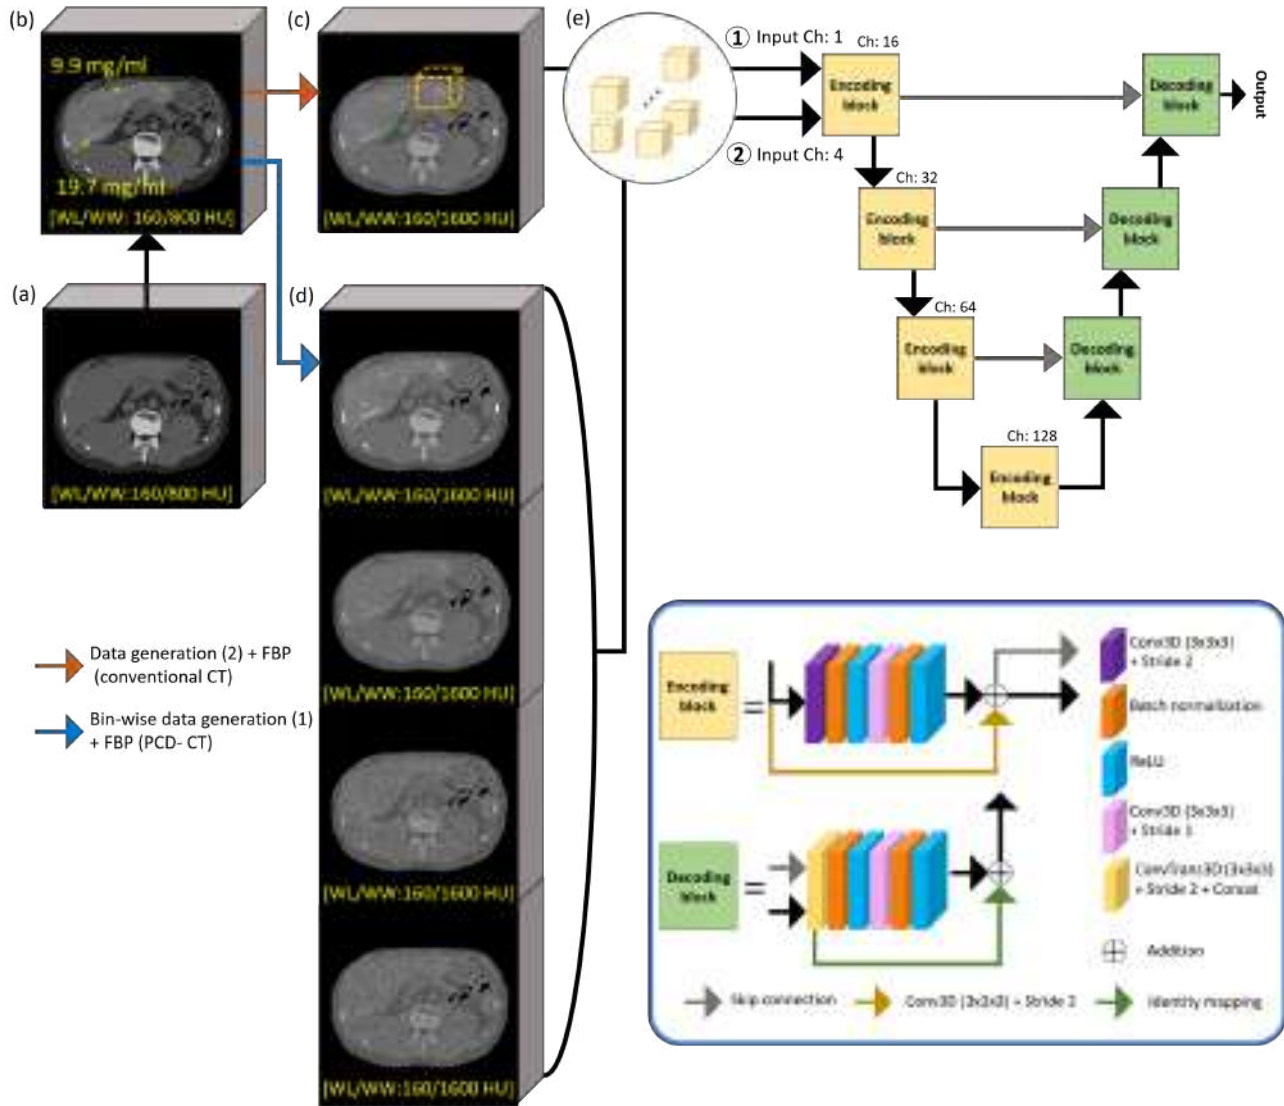 (b)
9.9 mg/ml
19.7 mg/ml
[WL/WW: 160/800 HU]
(c)
[WL/WW:160/1600 HU]
(e)
1 Input Ch: 1
2 Input Ch: 4
Ch: 16
Encoding
block
Decoding
block
Output
Ch: 32
Encoding
block
Decoding
block
Ch: 64
Encoding
block
Decoding
block
Ch: 128
Encoding
block
(a)
[WL/WW:160/800 HU]
(d)
[WL/WW:160/1600 HU]
[WL/WW:160/1600 HU]
[WL/WW:160/1600 HU]
[WL/WW:160/1600 HU]
Data generation (2) + FBP
(conventional CT)
Bin-wise data generation (1)
+ FBP (PCD- CT)
Encoding
block
=
Decoding
block
=
Conv3D (3x3x3)
+ Stride 2
Batch normalization
ReLU
Conv3D (3x3x3)
+ Stride 1
ConvTrans3D(3x3x3)
+ Stride 2 + Concat
Addition
Skip connection
Conv3D + Stride 2
Identity mapping